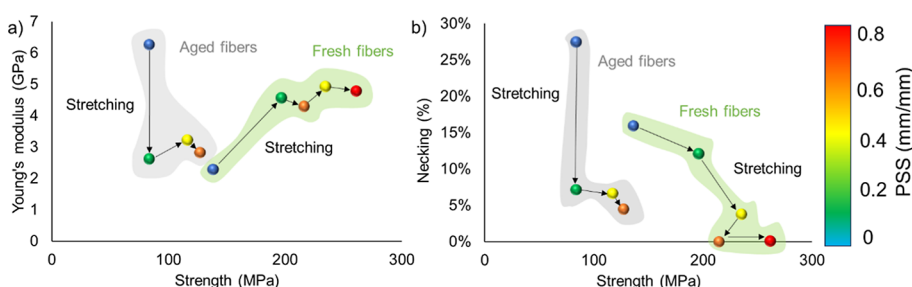 a)
7
6
5
4
3
2
1
0
Young's modulus (GPa)
Aged fibers
Fresh fibers
Stretching
Stretching
0
100
200
300
Strength (MPa)
b)
30%
25%
20%
15%
10%
5%
0%
Necking (%)
Aged fibers
Stretching
Fresh fibers
Stretching
0
100
200
300
Strength (MPa)
0.8
0.6
0.4
0.2
0
PSS (mm/mm)